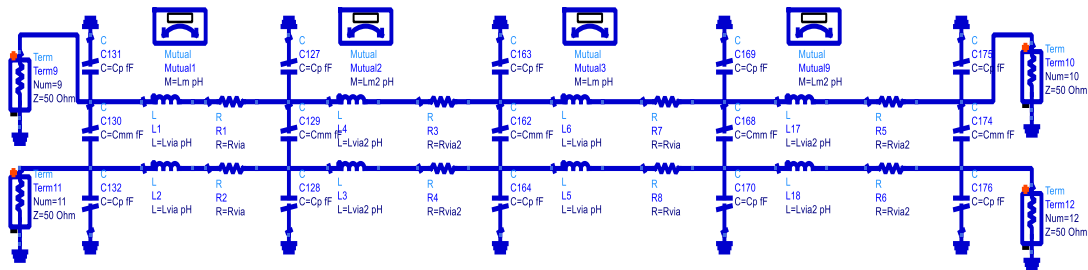 Term
Term9
Num=9
Z=50 Ohm
C
C131
C=Cp fF
Mutual
Mutual1
M=Lm pH
C
C127
C=Cp fF
Mutual
Mutual2
M=Lm2 pH
C
C163
C=Cp fF
Mutual
Mutual3
M=Lm pH
C
C169
C=Cp fF
Mutual
Mutual9
M=Lm2 pH
C
C175
C=Cp fF
Term
Term10
Num=10
Z=50 Ohm
C
C130
C=Cmm fF
L
L1
L=Lvia pH
R
R1
R=Rvia
C
C129
C=Cmm fF
L
L4
L=Lvia2 pH
R
R3
R=Rvia2
C
C162
C=Cmm fF
L
L6
L=Lvia pH
R
R7
R=Rvia
C
C168
C=Cmm fF
L
L17
L=Lvia2 pH
R
R5
R=Rvia2
C
C174
C=Cmm fF
Term
Term11
Num=11
Z=50 Ohm
C
C132
C=Cp fF
L
L2
L=Lvia pH
R
R2
R=Rvia
C
C128
C=Cp fF
L
L3
L=Lvia2 pH
R
R4
R=Rvia2
C
C164
C=Cp fF
L
L5
L=Lvia pH
R
R8
R=Rvia
C
C170
C=Cp fF
L
L18
L=Lvia2 pH
R
R6
R=Rvia2
C
C176
C=Cp fF
Term
Term12
Num=12
Z=50 Ohm